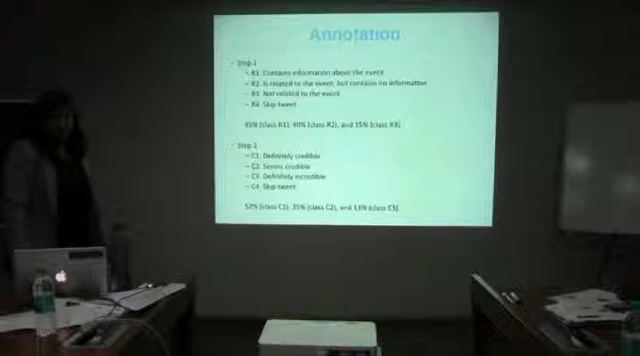 Annotation
- Step 1
– R1. Contains information about the event
– R2. Is related to the event, but contains no information
– R3. Not related to the event
– R4. Skip tweet
45% (class R1), 40% (class R2), and 15% (class R3)
- Step 2
– C1. Definitely credible
– C2. Seems credible
– C3. Definitely incredible
– C4. Skip tweet
52% (class C1), 35% (class C2), and 13% (class C3)